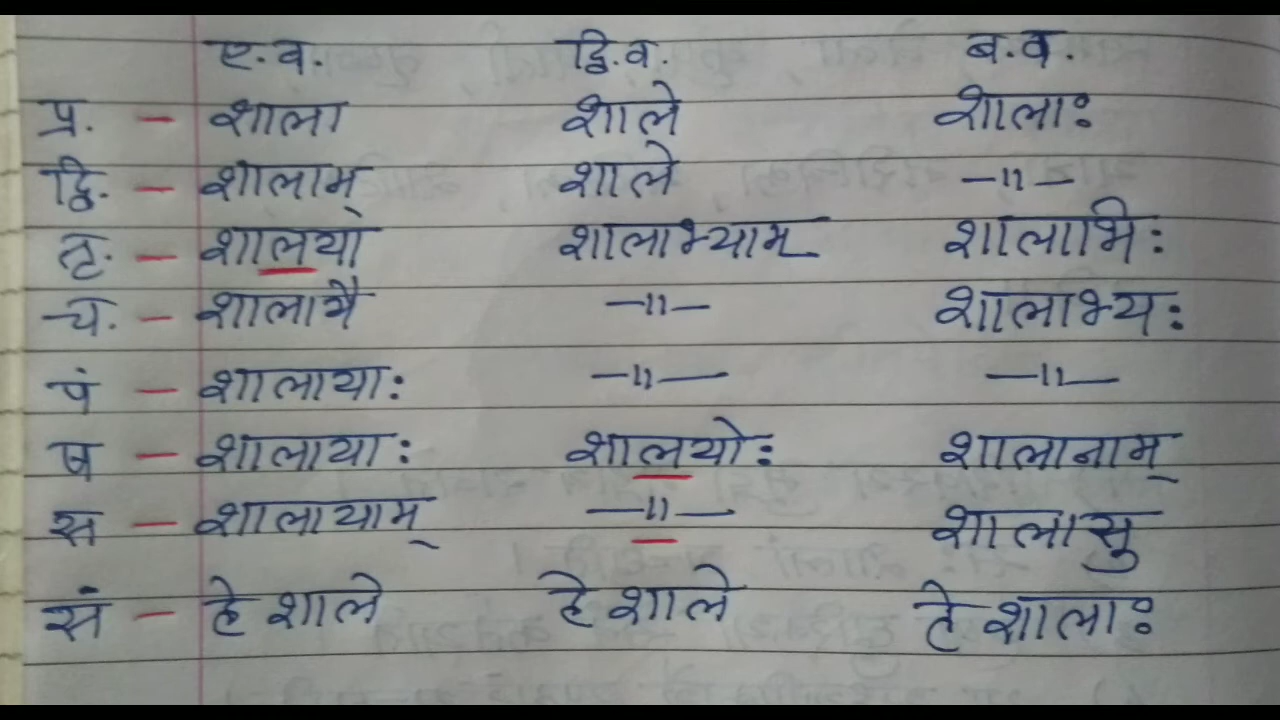 ए.व. द्वि.व. ब.व.
प्र. — शाला शाले शालाः
द्वि. — शालाम् शाले —॥—
तृ. — शालया शालाभ्याम् शालाभिः
च. — शालायै —॥— शालाभ्यः
पं — शालायाः —॥— —॥—
ष — शालायाः शालयोः शालानाम्
स — शालायाम् —॥— शालासु
सं — हे शाले हे शाले हे शालाः